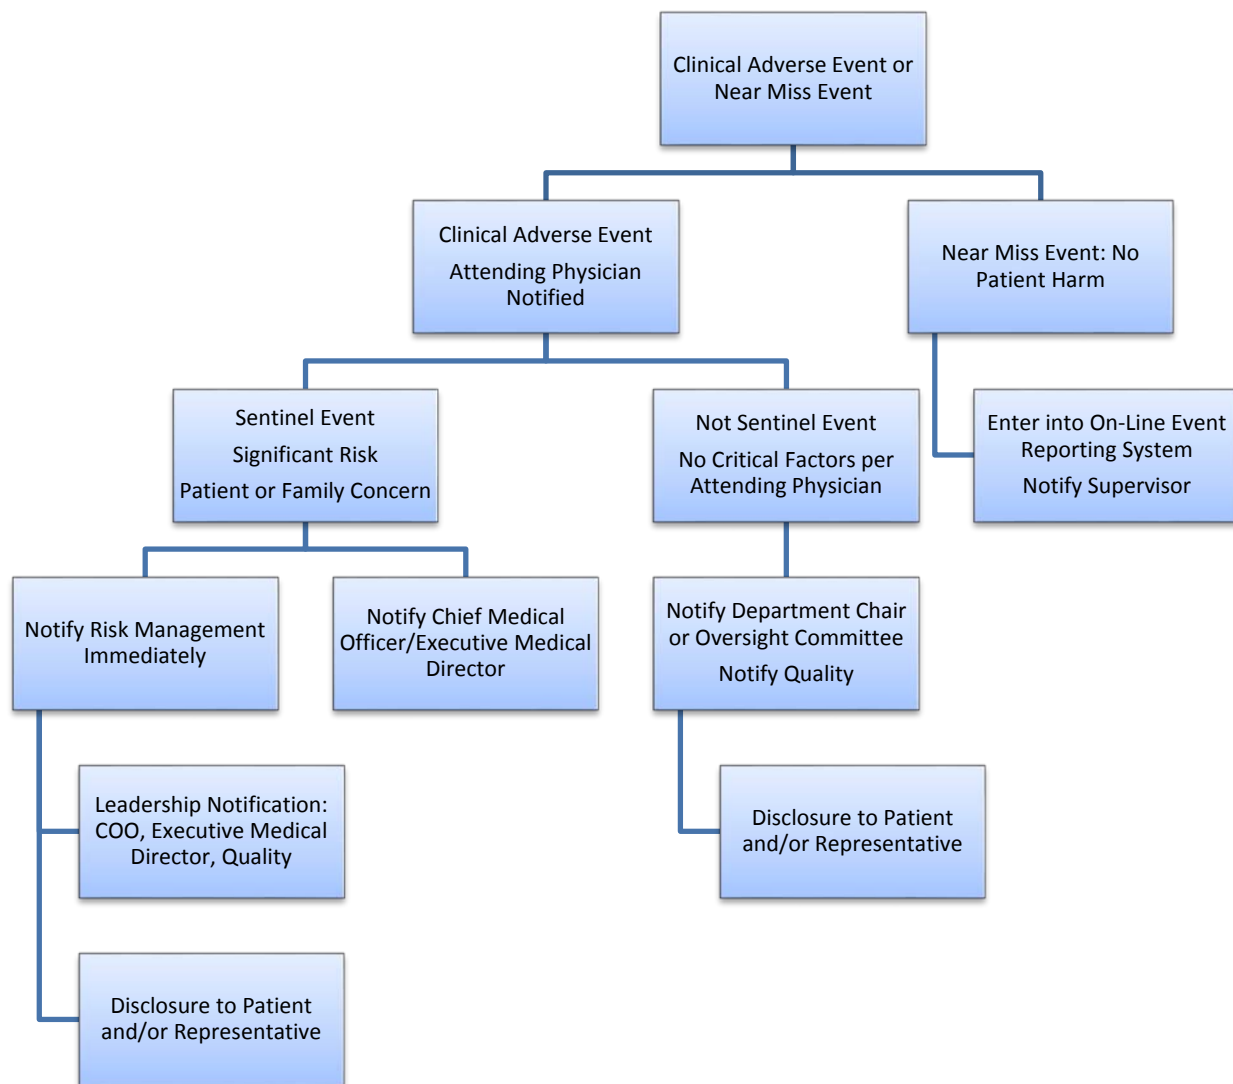 Clinical Adverse Event or
Near Miss Event
Clinical Adverse Event
Attending Physician
Notified
Near Miss Event: No
Patient Harm
Sentinel Event
Significant Risk
Patient or Family Concern
Not Sentinel Event
No Critical Factors per
Attending Physician
Enter into On-Line Event
Reporting System
Notify Supervisor
Notify Risk Management
Immediately
Notify Chief Medical
Officer/Executive Medical
Director
Notify Department Chair
or Oversight Committee
Notify Quality
Leadership Notification:
COO, Executive Medical
Director, Quality
Disclosure to Patient
and/or Representative
Disclosure to Patient
and/or Representative